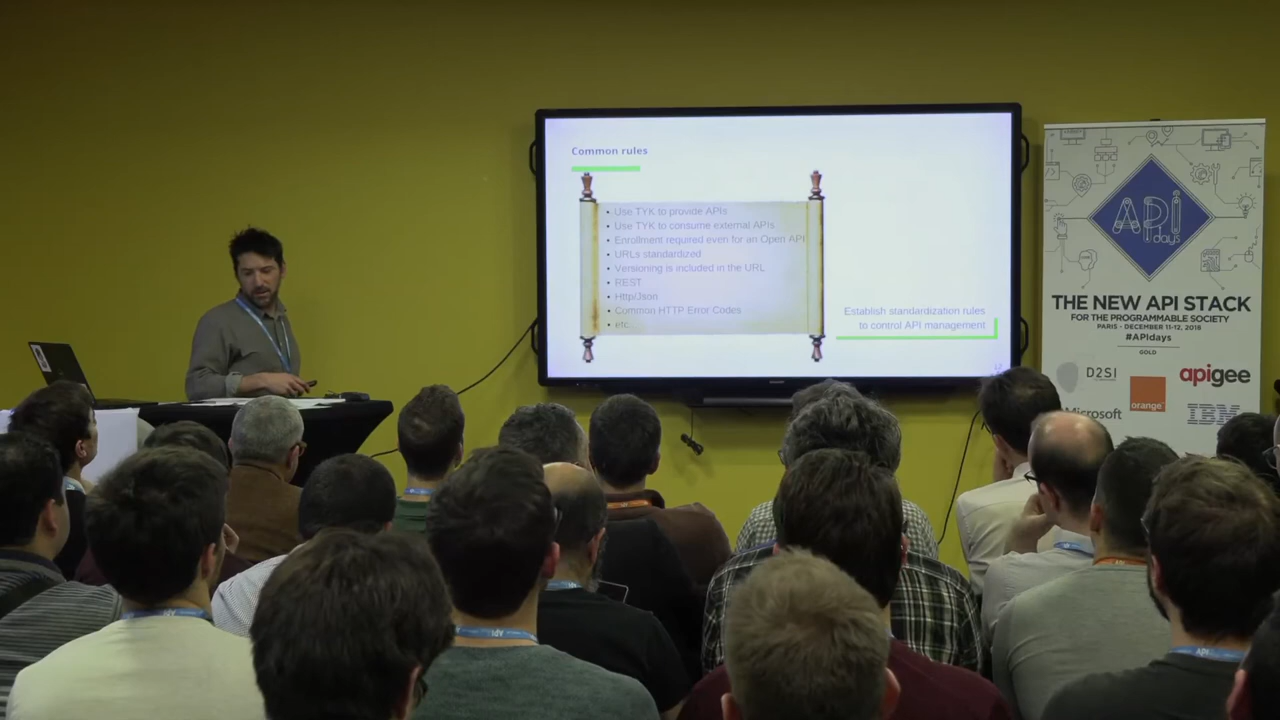 Common rules
• Use TYK to provide APIs
• Use TYK to consume external APIs
• Enrollment required even for an Open API
• URLs standardized
• Versioning is included in the URL
• REST
• Http/Json
• Common HTTP Error Codes
• etc.
Establish standardization rules
to control API management
APi
days
THE NEW API STACK
FOR THE PROGRAMMABLE SOCIETY
PARIS - DECEMBER 11-12, 2018
#APIdays
GOLD
D2SI
orange
apigee
Microsoft
IBM